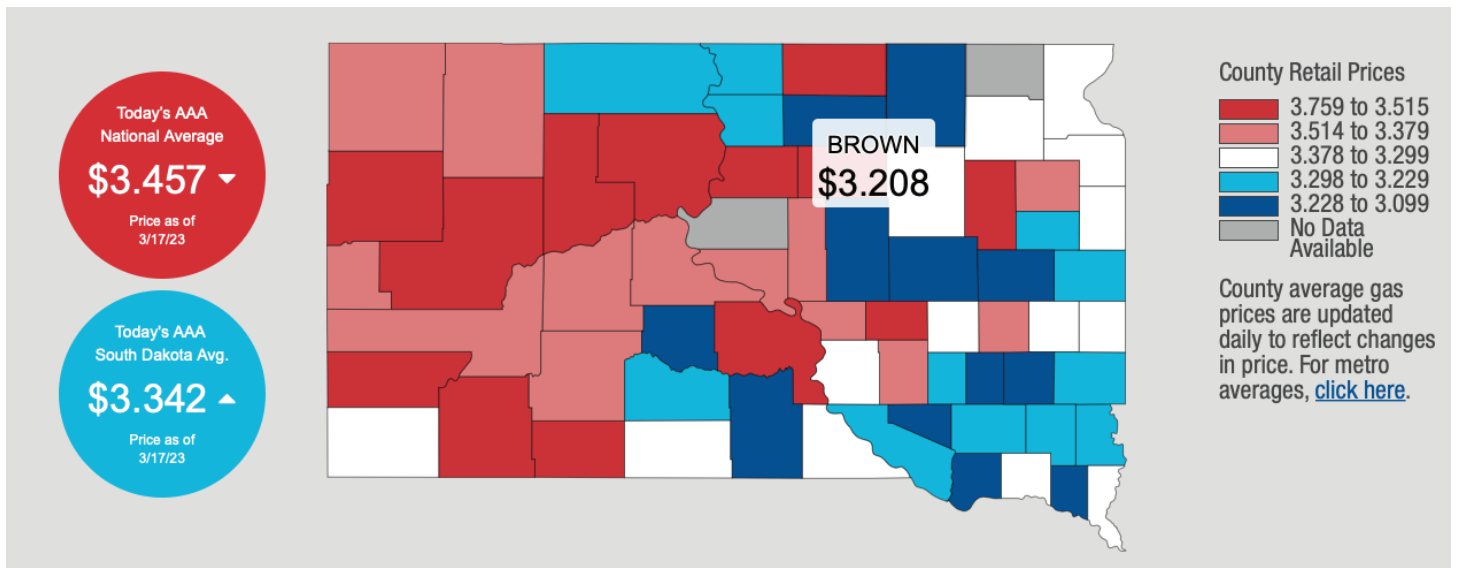 Today's AAA
National Average
$3.457
Price as of
3/17/23
Today's AAA
South Dakota Avg.
$3.342
Price as of
3/17/23
BROWN
$3.208
County Retail Prices
3.759 to 3.515
3.514 to 3.379
3.378 to 3.299
3.298 to 3.229
3.228 to 3.099
No Data
Available
County average gas
prices are updated
daily to reflect changes
in price. For metro
averages, click here.